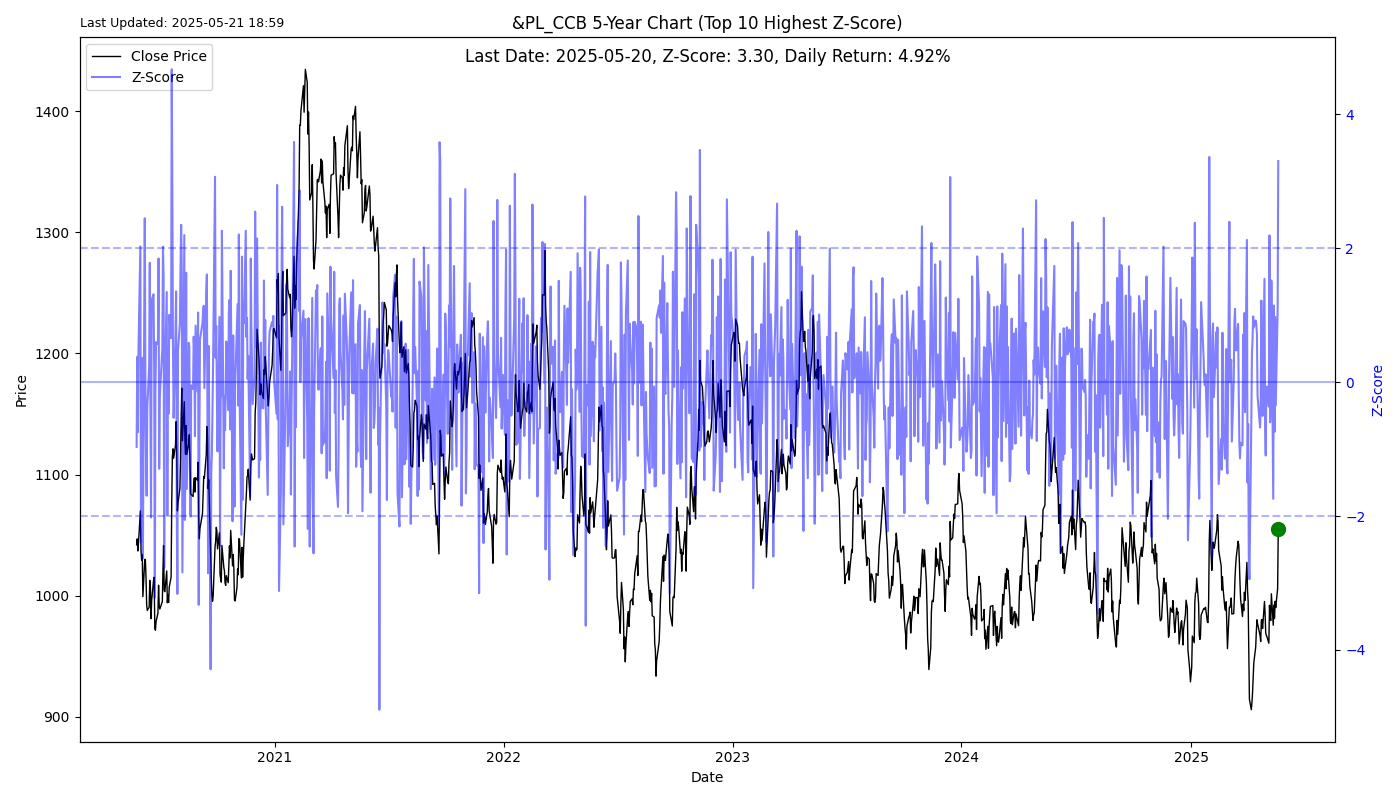 Last Updated: 2025-05-21 18:59
&PL_CCB 5-Year Chart (Top 10 Highest Z-Score)
Last Date: 2025-05-20, Z-Score: 3.30, Daily Return: 4.92%
Close Price
Z-Score
1400
1300
1200
1100
1000
900
Price
4
2
0
−2
−4
Z-Score
2021
2022
2023
2024
2025
Date